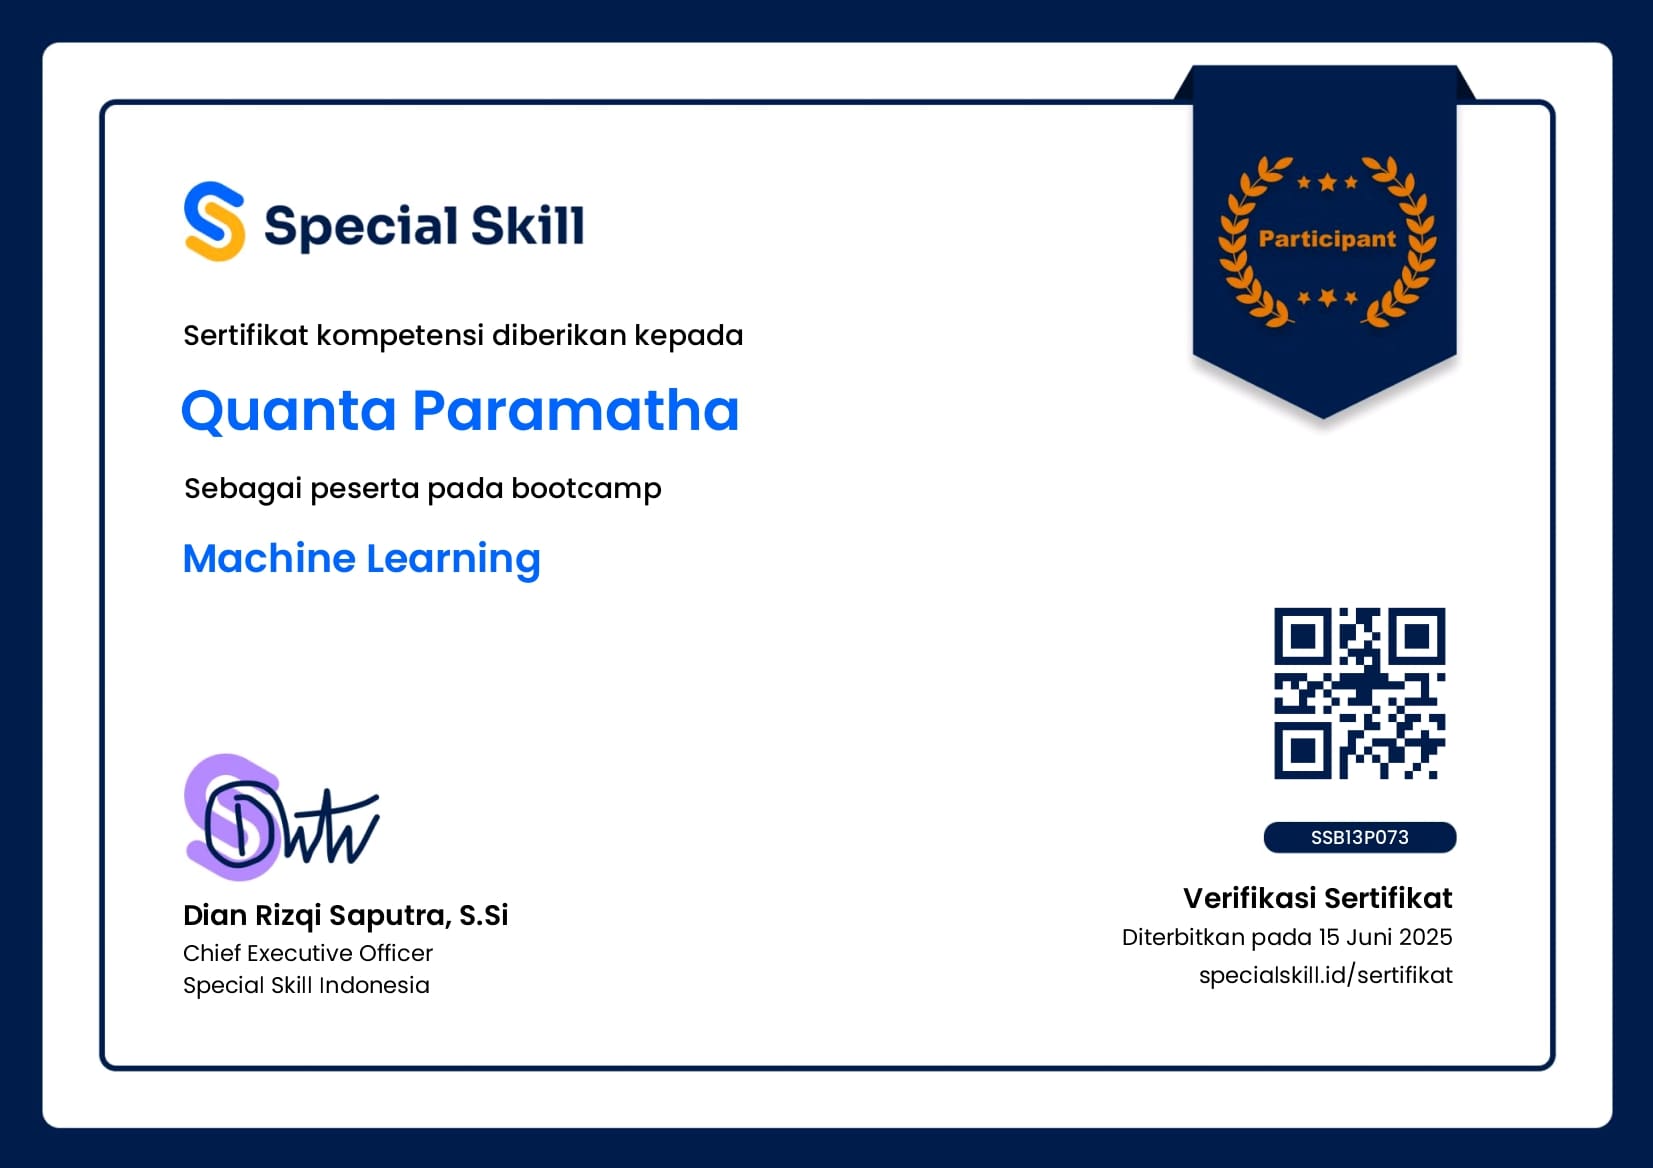 Special Skill
Participant
Sertifikat kompetensi diberikan kepada
Quanta Paramatha
Sebagai peserta pada bootcamp
Machine Learning
Dian Rizqi Saputra, S.Si
Chief Executive Officer
Special Skill Indonesia
SSB13P073
Verifikasi Sertifikat
Diterbitkan pada 15 Juni 2025
specialskill.id/sertifikat